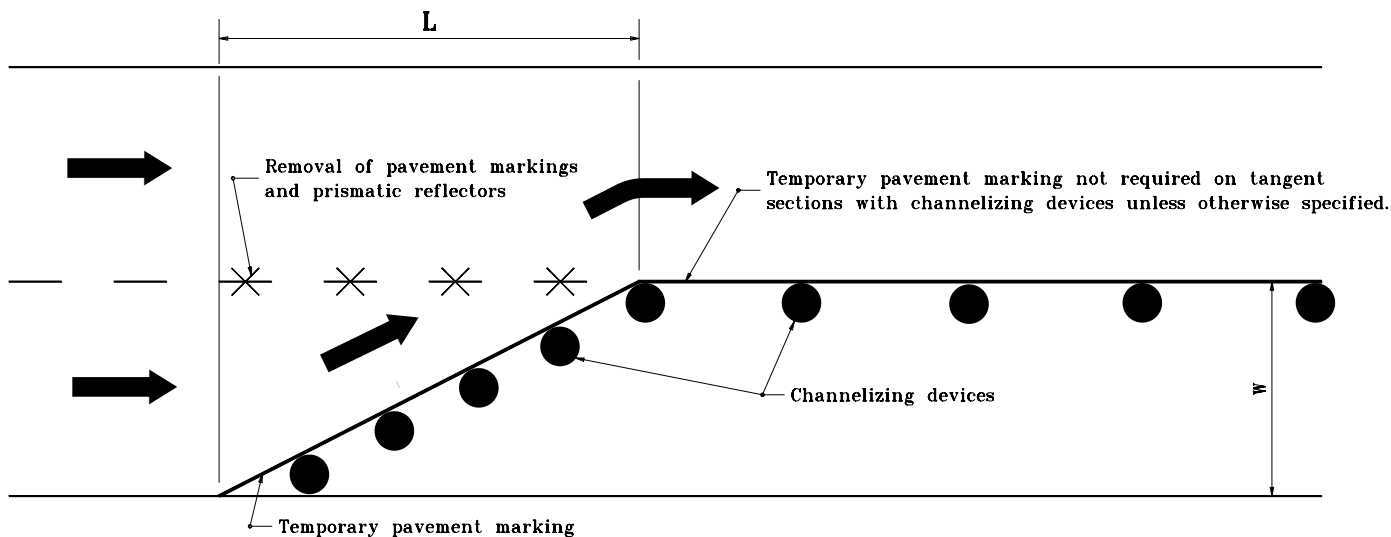 L
Removal of pavement markings
and prismatic reflectors
Temporary pavement marking not required on tangent
sections with channelizing devices unless otherwise specified.
Channelizing devices
W
Temporary pavement marking